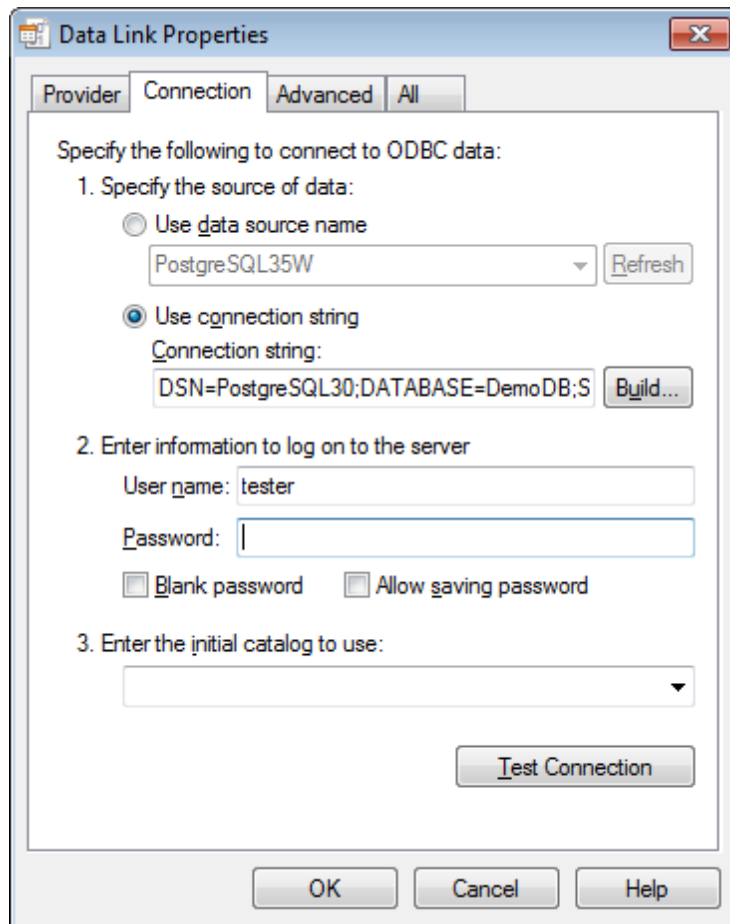 Data Link Properties
Provider Connection Advanced All
Specify the following to connect to ODBC data:
1. Specify the source of data:
Use data source name
PostgreSQL35W Refresh
Use connection string
Connection string:
DSN=PostgreSQL30;DATABASE=DemoDB;S Build...
2. Enter information to log on to the server
User name: tester
Password:
Blank password Allow saving password
3. Enter the initial catalog to use:
Test Connection
OK Cancel Help